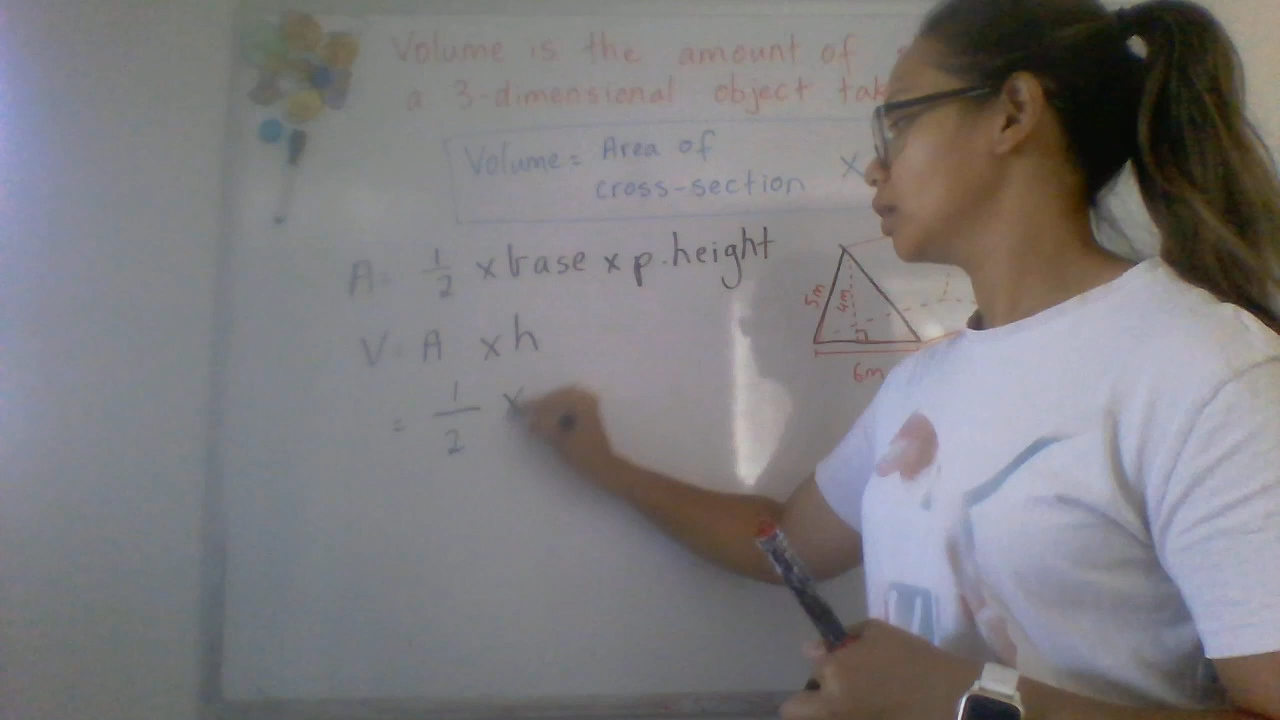 Volume is the amount of
a 3-dimensional object tak
Volume = Area of
cross-section x
A = 1/2 x base x p.height
V = A x h
= 1/2 x
5m
4m
6m